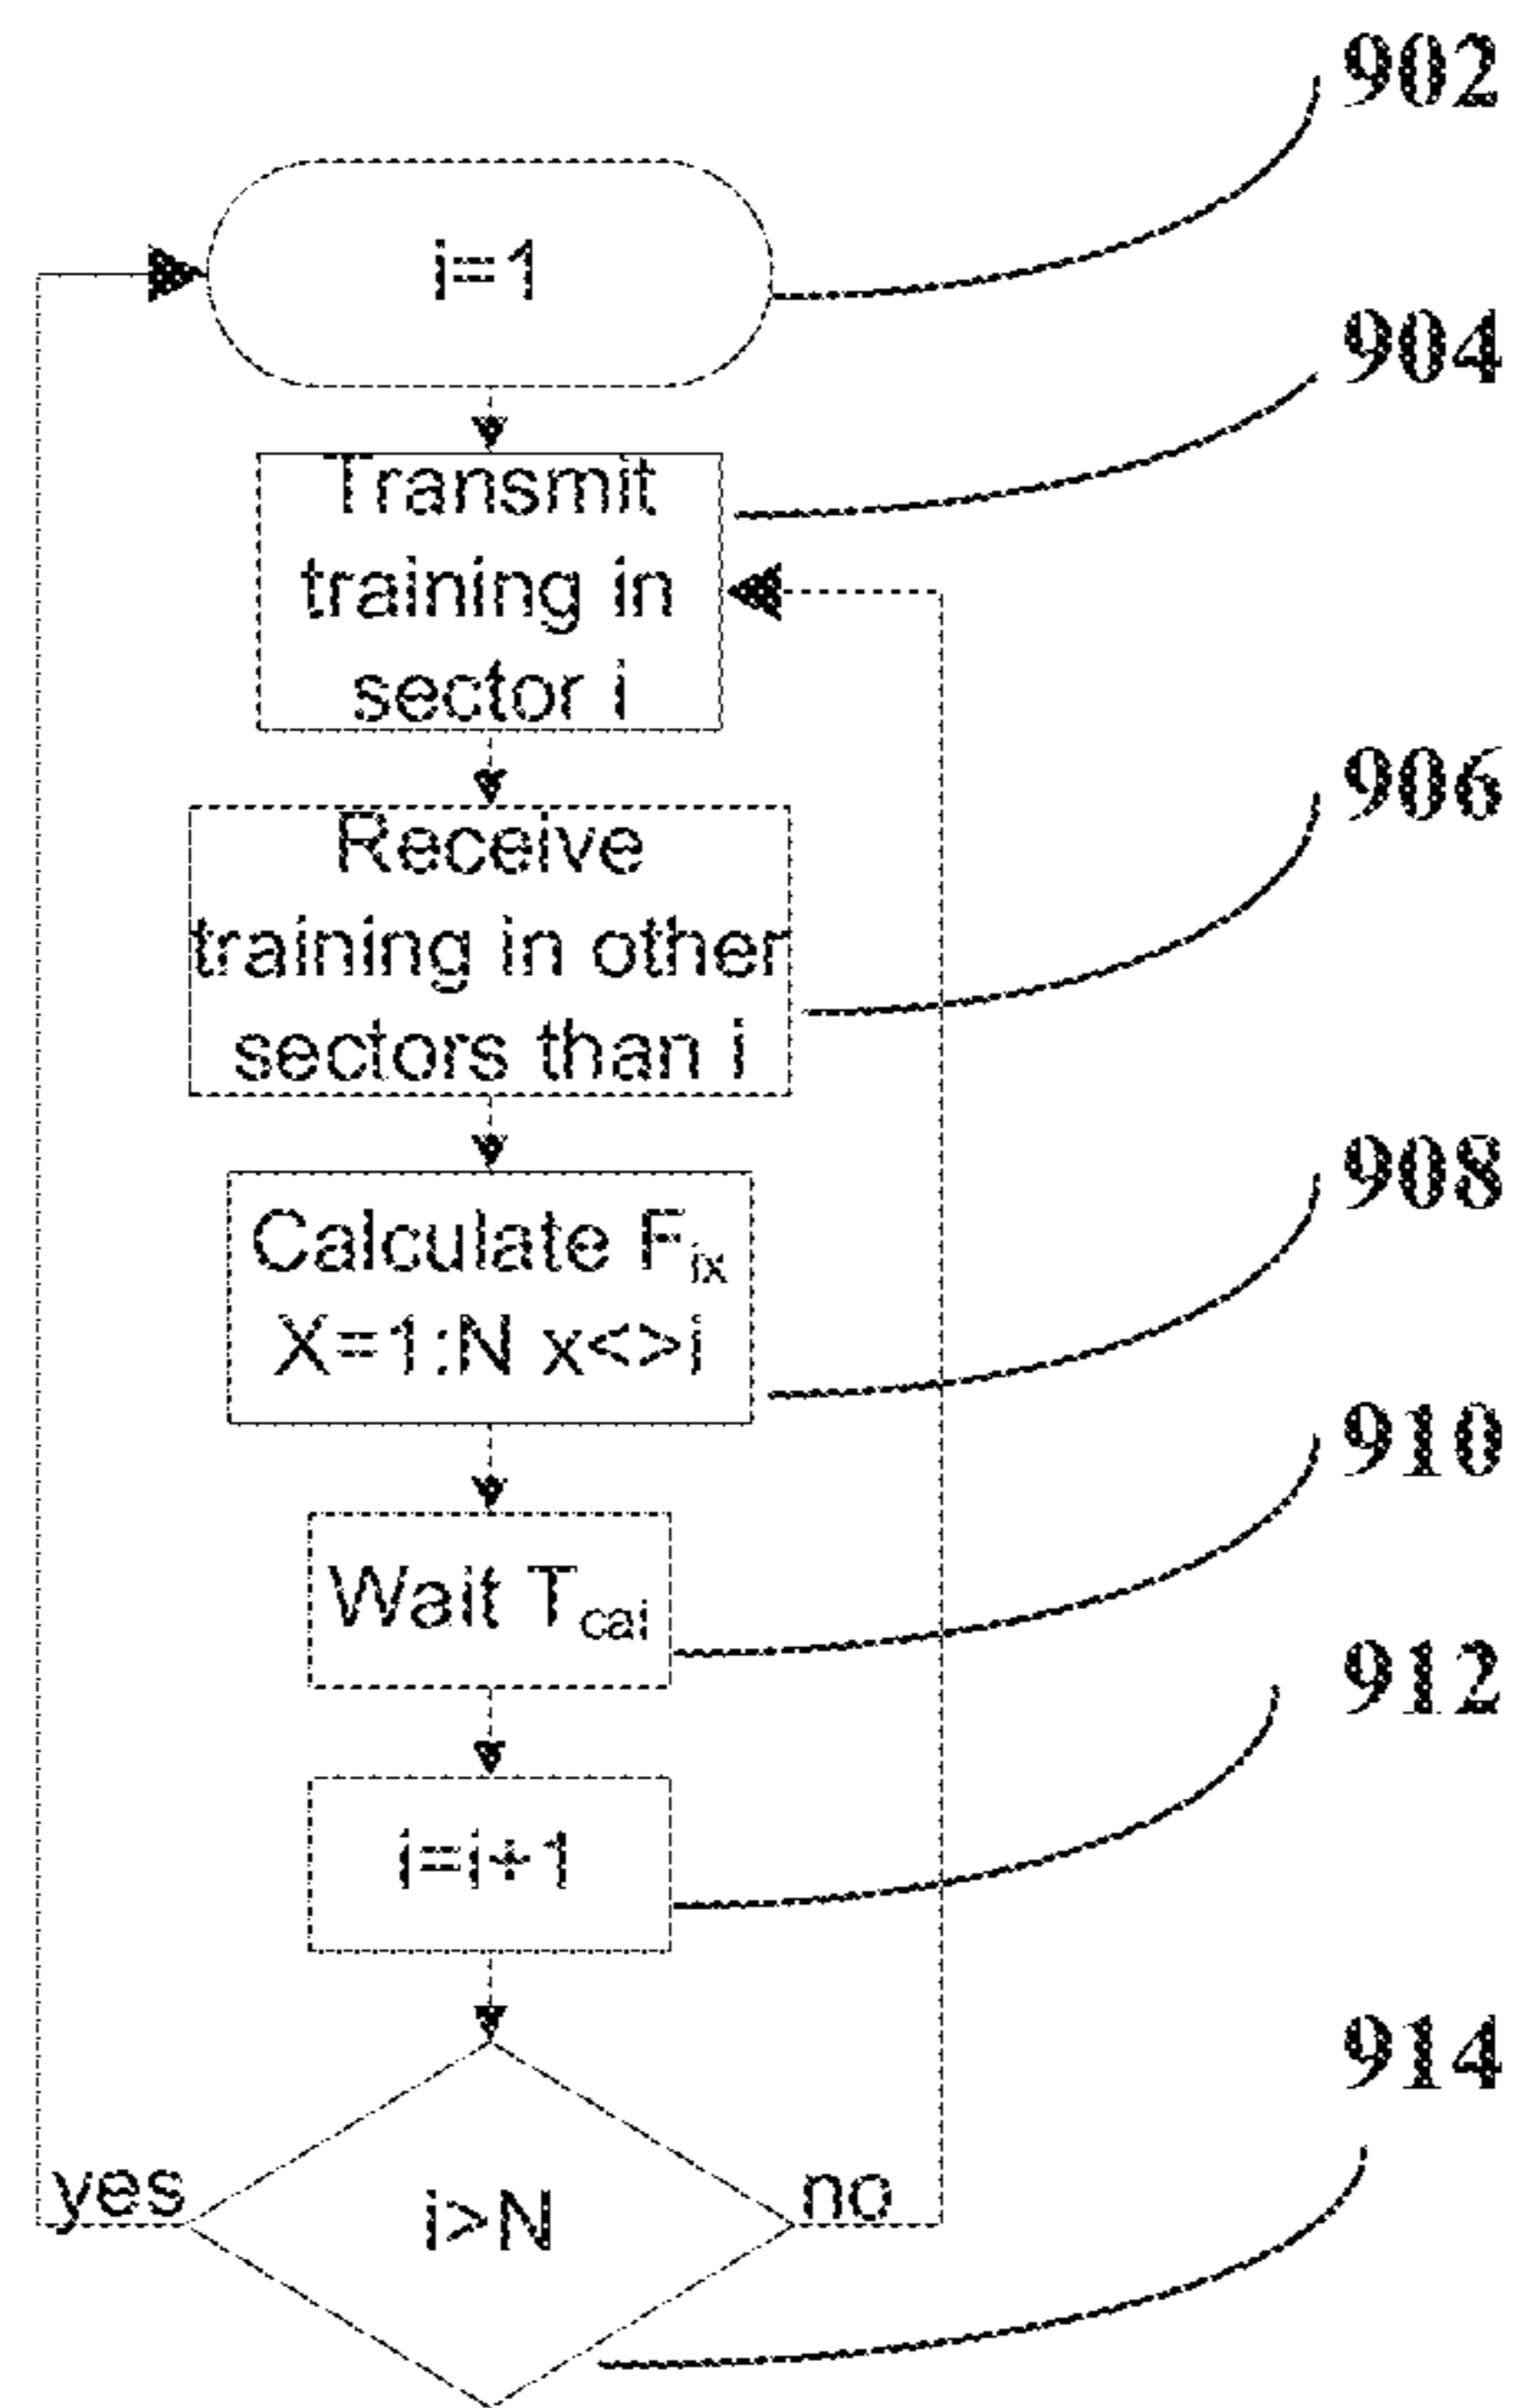 902
i=1
904
Transmit
training in
sector i
906
Receive
training in other
sectors than i
908
Calculate Fix
X=1:N x<>i
910
Wait Tcal
912
i=i+1
914
yes
i>N
no